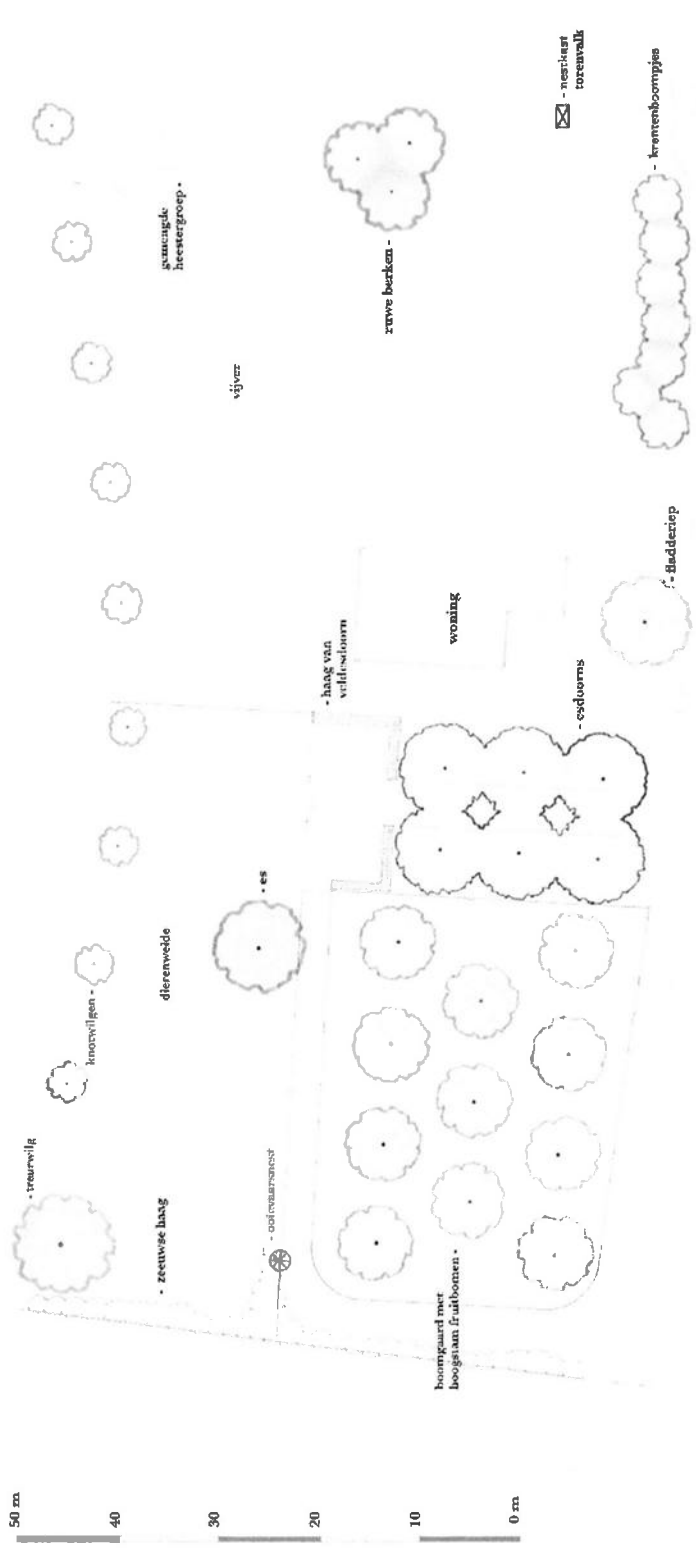 - treurwilg
knotwilgen -
gemengde
heestergroep -
- zeeuwse haag
dierenweide
vijver
- ooievaarsnest
- es
- haag van
veldesdoorn
ruwe berken -
boomgaard met
hoogstam fruitbomen -
woning
- nestkast
torenvalk
- esdoorns
- fladderiep
- krentenboompjes
50 m
40
30
20
10
0 m